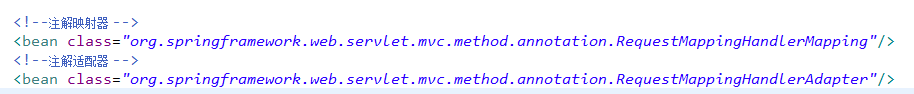 <!--注解映射器 -->
<bean class="org.springframework.web.servlet.mvc.method.annotation.RequestMappingHandlerMapping"/>
<!--注解适配器 -->
<bean class="org.springframework.web.servlet.mvc.method.annotation.RequestMappingHandlerAdapter"/>